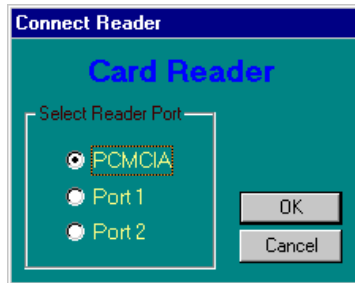 Connect Reader
Card Reader
Select Reader Port
PCMCIA
Port 1
Port 2
OK
Cancel